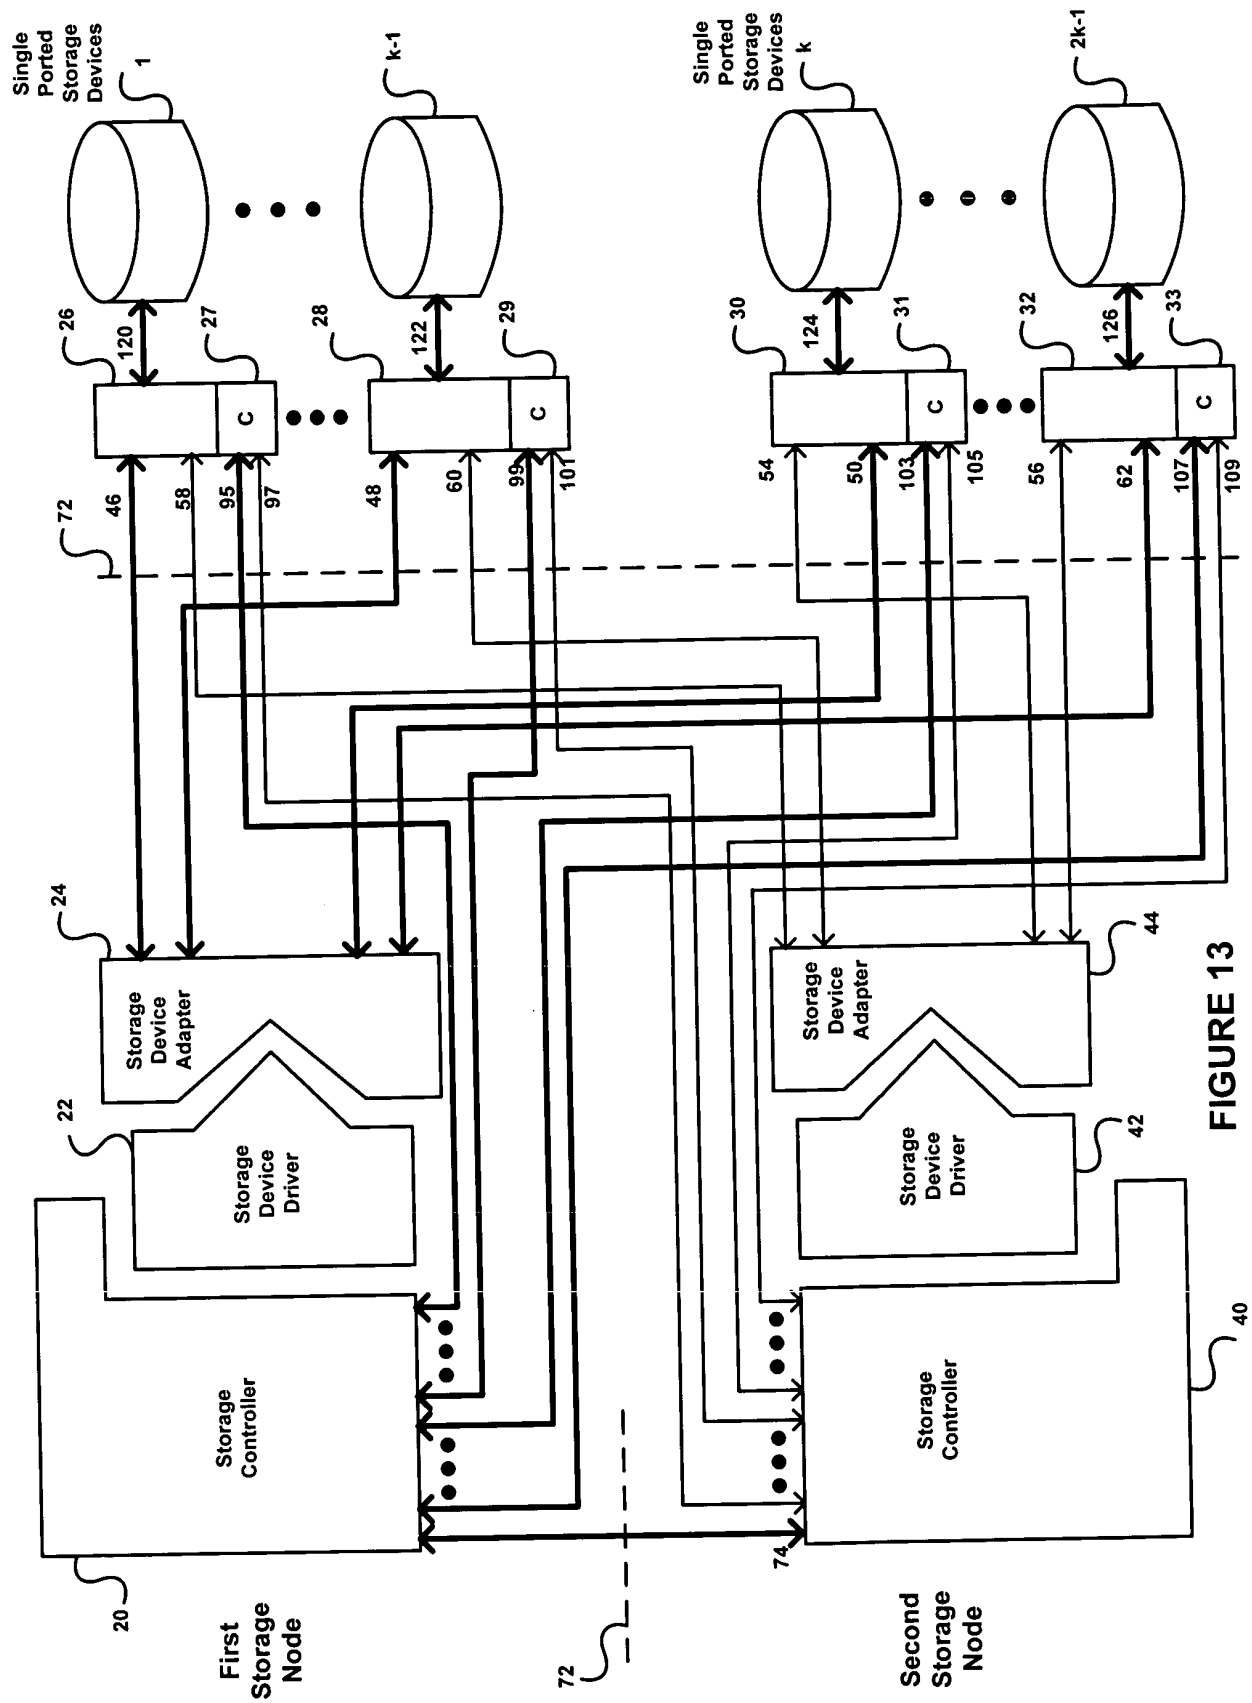 Single
Ported
Storage
Devices
1
k-1
Single
Ported
Storage
Devices
k
2k-1
26
120
27
28
122
29
30
124
31
32
126
33
C
C
C
C
46
58
95
97
48
60
99
101
54
50
103
105
56
62
107
109
72
24
Storage
Device
Adapter
44
Storage
Device
Adapter
22
Storage
Device
Driver
42
Storage
Device
Driver
Storage
Controller
20
Storage
Controller
40
74
72
First
Storage
Node
Second
Storage
Node
FIGURE 13